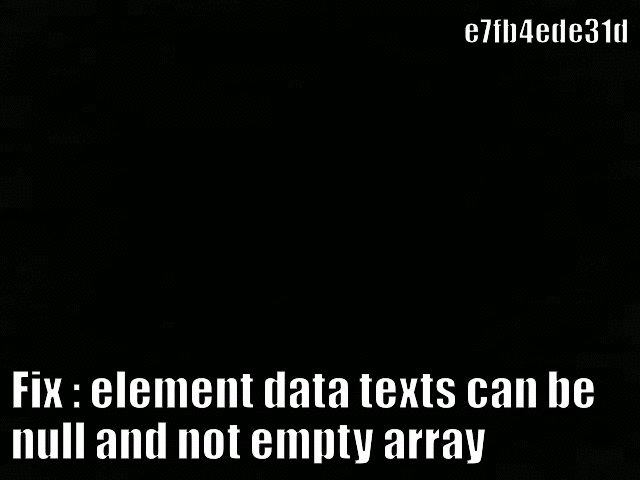 e7fb4ede31d
Fix : element data texts can be
null and not empty array